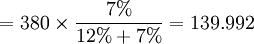 = 380 × 7% / 12% + 7% = 139.992